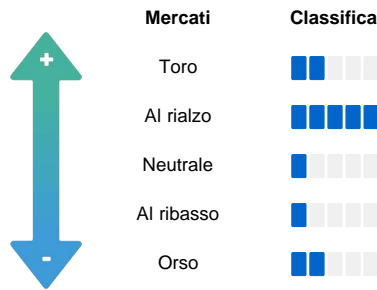 Mercati Classifica
+
Toro
Al rialzo
Neutrale
Al ribasso
Orso
-